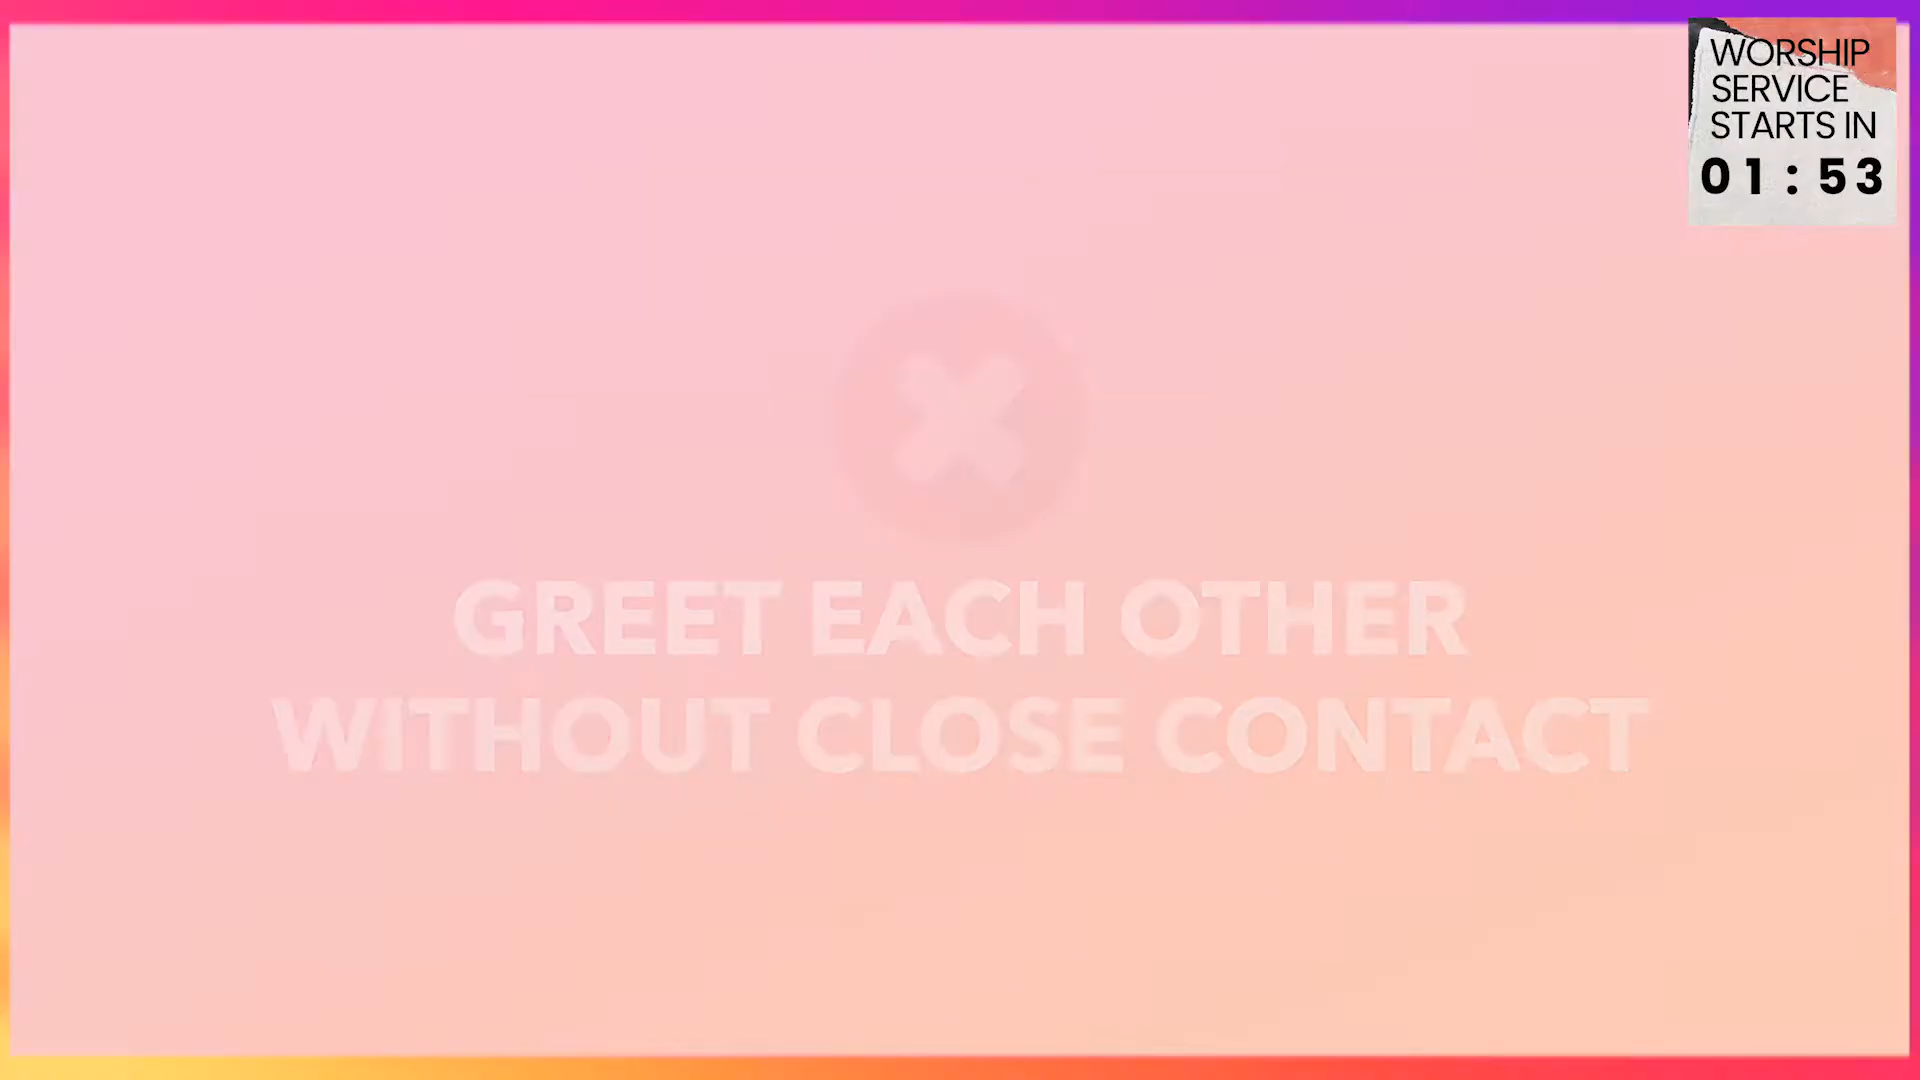 WORSHIP
SERVICE
STARTS IN
01:53
GREET EACH OTHER
WITHOUT CLOSE CONTACT